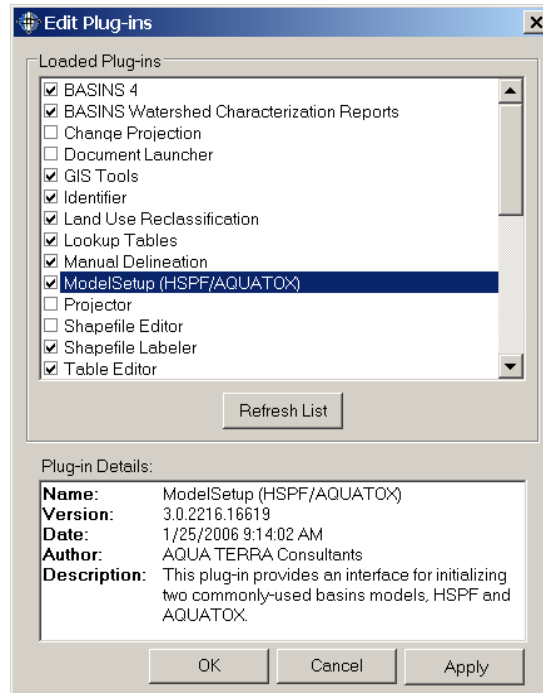 Edit Plug-ins
Loaded Plug-ins
BASINS 4
BASINS Watershed Characterization Reports
Change Projection
Document Launcher
GIS Tools
Identifier
Land Use Reclassification
Lookup Tables
Manual Delineation
ModelSetup (HSPF/AQUATOX)
Projector
Shapefile Editor
Shapefile Labeler
Table Editor
Refresh List
Plug-in Details:
Name: ModelSetup (HSPF/AQUATOX)
Version: 3.0.2216.16619
Date: 1/25/2006 9:14:02 AM
Author: AQUA TERRA Consultants
Description: This plug-in provides an interface for initializing
two commonly-used basins models, HSPF and
AQUATOX.
OK Cancel Apply